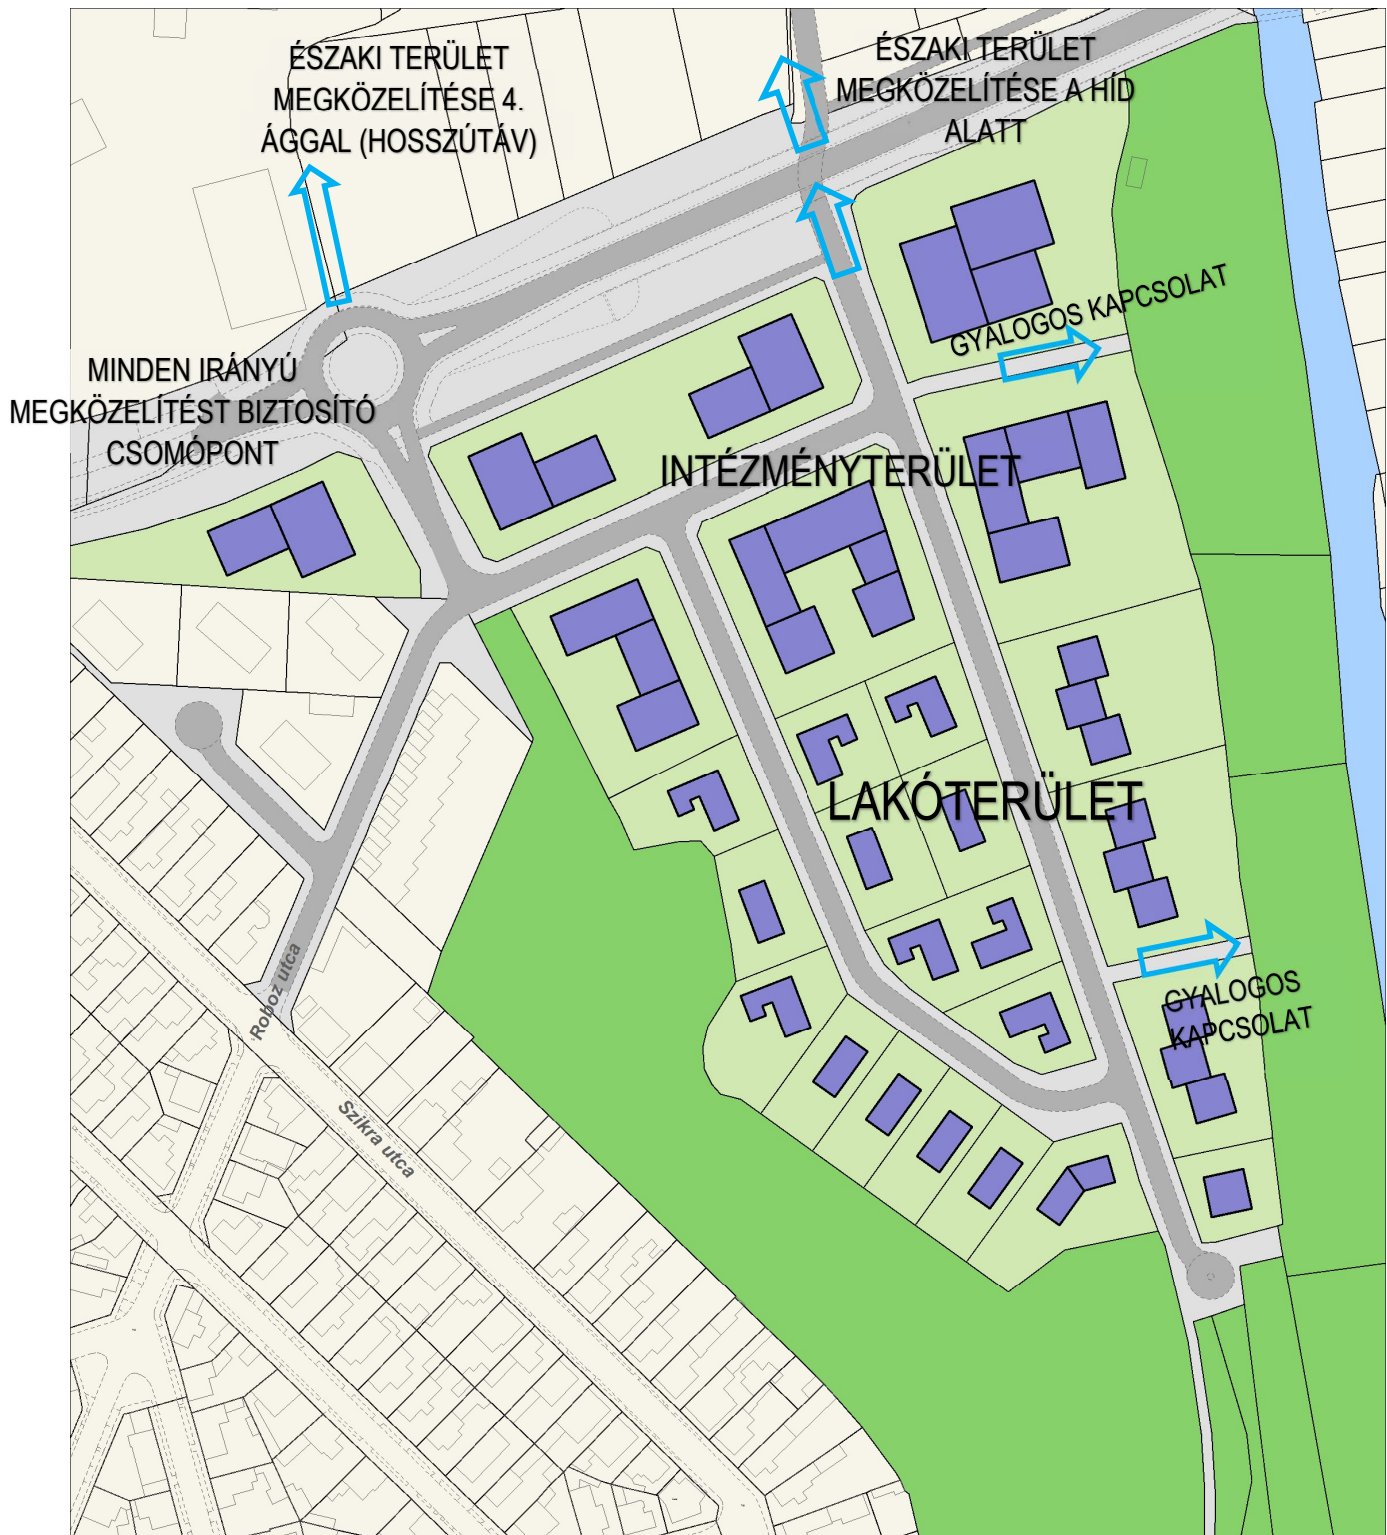 ÉSZAKI TERÜLET
MEGKÖZELÍTÉSE 4.
ÁGGAL (HOSSZÚTÁV)
ÉSZAKI TERÜLET
MEGKÖZELÍTÉSE A HÍD
ALATT
GYALOGOS KAPCSOLAT
MINDEN IRÁNYÚ
MEGKÖZELÍTÉST BIZTOSÍTÓ
CSOMÓPONT
INTÉZMÉNYTERÜLET
LAKÓTERÜLET
GYALOGOS
KAPCSOLAT
Roboz utca
Szikra utca